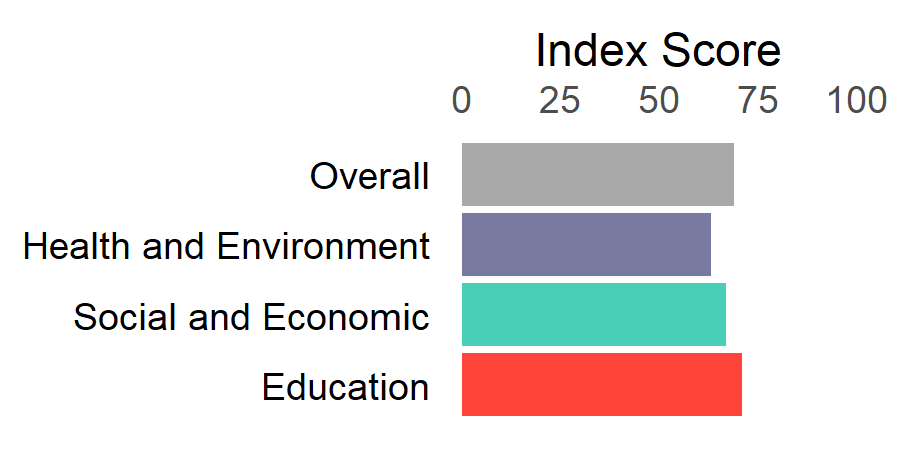 Index Score
0 25 50 75 100
Overall
Health and Environment
Social and Economic
Education